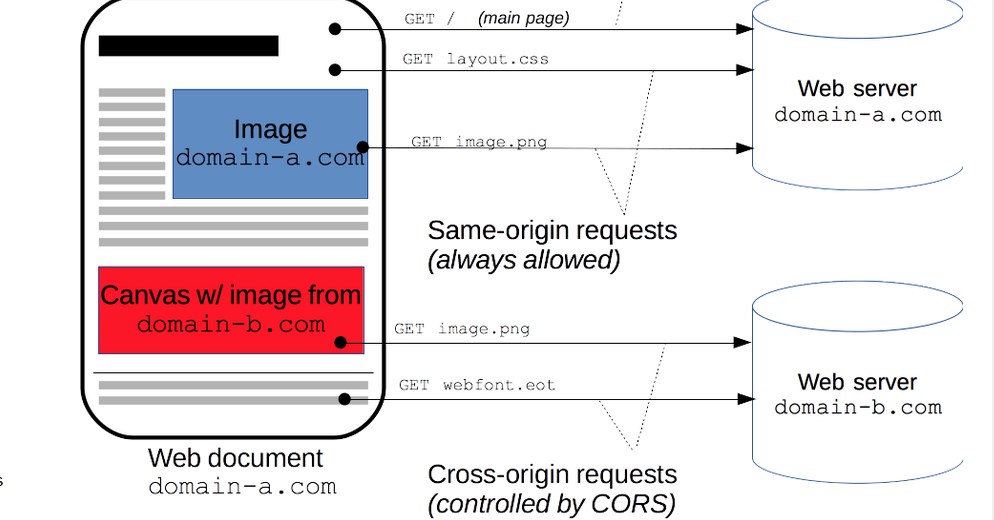 GET / (main page)
GET layout.css
Web server
domain-a.com
Image
domain-a.com
GET image.png
Same-origin requests
(always allowed)
Canvas w/ image from
domain-b.com
GET image.png
GET webfont.eot
Web server
domain-b.com
Web document
domain-a.com
Cross-origin requests
(controlled by CORS)
s